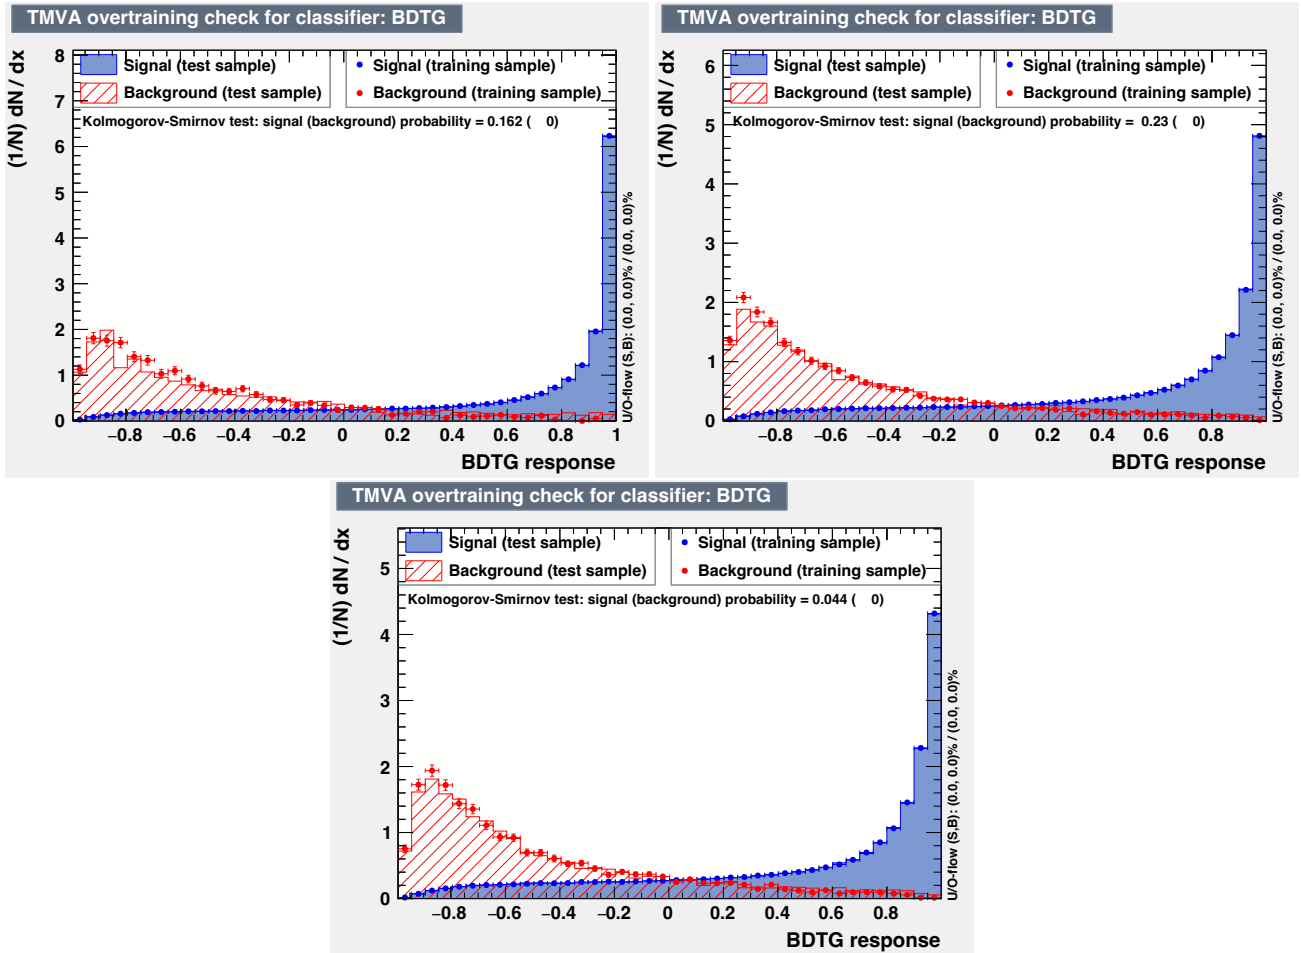 TMVA overtraining check for classifier: BDTG
(1/N) dN / dx
8
7
6
5
4
3
2
1
0
Signal (test sample)
Background (test sample)
Signal (training sample)
Background (training sample)
Kolmogorov-Smirnov test: signal (background) probability = 0.162 ( 0)
U/O-flow (S,B): (0.0, 0.0)% / (0.0, 0.0)%
−0.8 −0.6 −0.4 −0.2 0 0.2 0.4 0.6 0.8 1
BDTG response
TMVA overtraining check for classifier: BDTG
(1/N) dN / dx
6
5
4
3
2
1
0
Signal (test sample)
Background (test sample)
Signal (training sample)
Background (training sample)
Kolmogorov-Smirnov test: signal (background) probability = 0.23 ( 0)
U/O-flow (S,B): (0.0, 0.0)% / (0.0, 0.0)%
−0.8 −0.6 −0.4 −0.2 0 0.2 0.4 0.6 0.8
BDTG response
TMVA overtraining check for classifier: BDTG
(1/N) dN / dx
5
4
3
2
1
0
Signal (test sample)
Background (test sample)
Signal (training sample)
Background (training sample)
Kolmogorov-Smirnov test: signal (background) probability = 0.044 ( 0)
U/O-flow (S,B): (0.0, 0.0)% / (0.0, 0.0)%
−0.8 −0.6 −0.4 −0.2 0 0.2 0.4 0.6 0.8
BDTG response